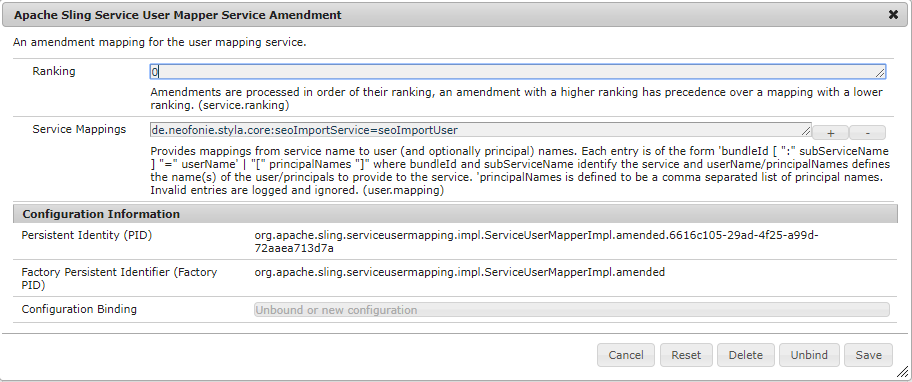 Apache Sling Service User Mapper Service Amendment
An amendment mapping for the user mapping service.
Ranking
0
Amendments are processed in order of their ranking, an amendment with a higher ranking has precedence over a mapping with a lower
ranking. (service.ranking)
Service Mappings
de.neofonie.styla.core:seoImportService=seoImportUser
+
-
Provides mappings from service name to user (and optionally principal) names. Each entry is of the form 'bundleId [ ":" subServiceName
] "=" userName' | "[" principalNames "]" where bundleId and subServiceName identify the service and userName/principalNames defines
the name(s) of the user/principals to provide to the service. 'principalNames is defined to be a comma separated list of principal names.
Invalid entries are logged and ignored. (user.mapping)
Configuration Information
Persistent Identity (PID)
org.apache.sling.serviceusermapping.impl.ServiceUserMapperImpl.amended.6616c105-29ad-4f25-a99d-
72aaea713d7a
Factory Persistent Identifier (Factory
PID)
org.apache.sling.serviceusermapping.impl.ServiceUserMapperImpl.amended
Configuration Binding
Unbound or new configuration
Cancel
Reset
Delete
Unbind
Save